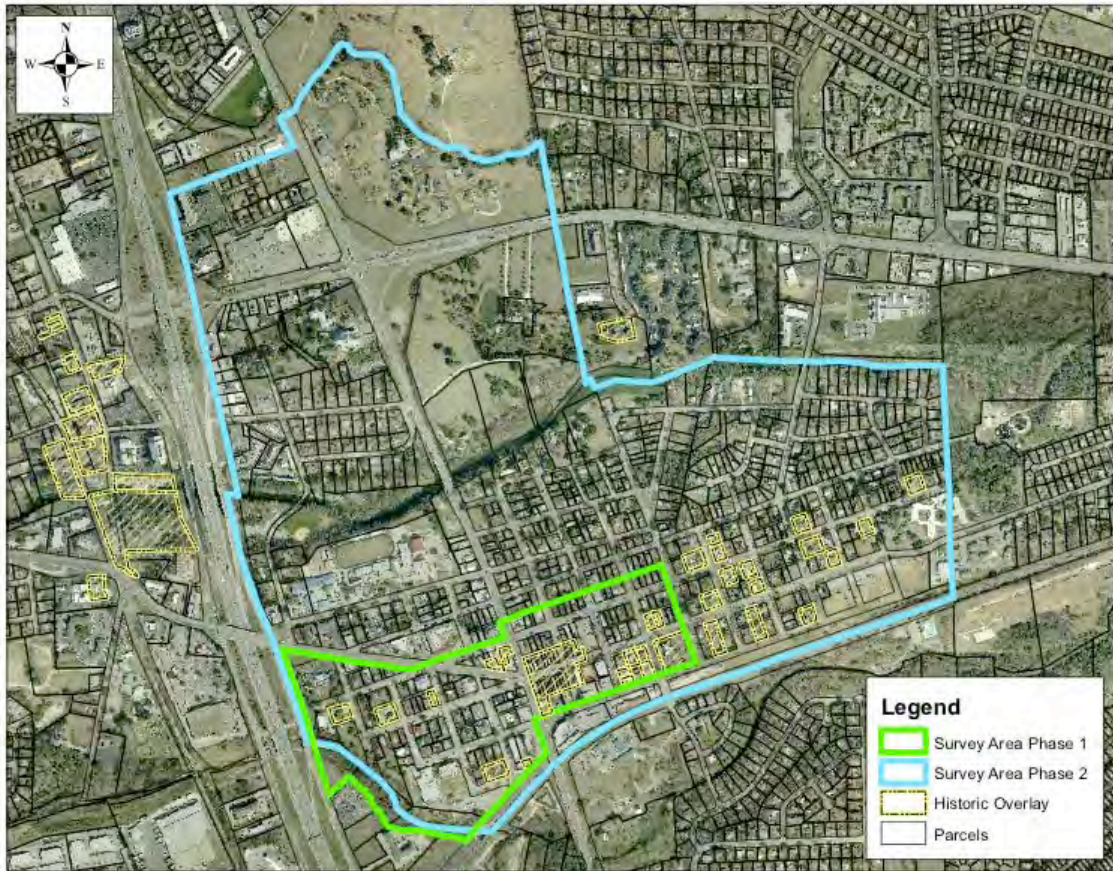 N
W E
S
Legend
Survey Area Phase 1
Survey Area Phase 2
Historic Overlay
Parcels